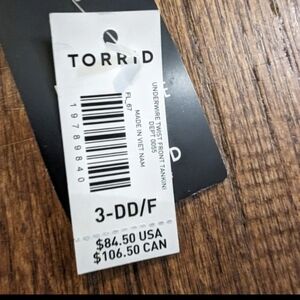 TORRID
UNDERWIRE TWIST FRONT TANKINI
DEPT 0055
MADE IN VIET NAM
FL 67
19789840
3-DD/F
$84.50 USA
$106.50 CAN